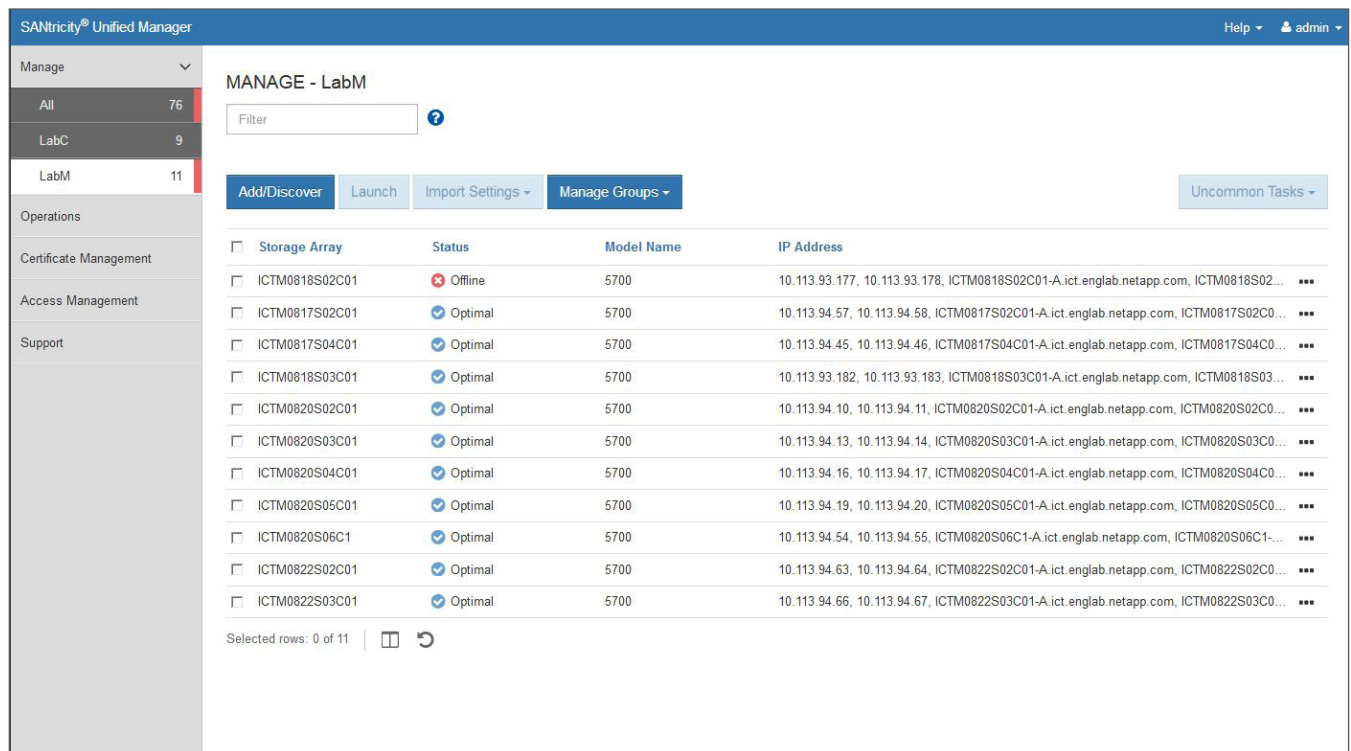 SANtricity® Unified Manager Help admin
Manage
All 76
LabC 9
LabM 11
Operations
Certificate Management
Access Management
Support
MANAGE - LabM
Filter
Add/Discover Launch Import Settings Manage Groups Uncommon Tasks
Storage Array Status Model Name IP Address
ICTM0818S02C01 Offline 5700 10.113.93.177, 10.113.93.178, ICTM0818S02C01-A.ict.englab.netapp.com, ICTM0818S02...
ICTM0817S02C01 Optimal 5700 10.113.94.57, 10.113.94.58, ICTM0817S02C01-A.ict.englab.netapp.com, ICTM0817S02C0...
ICTM0817S04C01 Optimal 5700 10.113.94.45, 10.113.94.46, ICTM0817S04C01-A.ict.englab.netapp.com, ICTM0817S04C0...
ICTM0818S03C01 Optimal 5700 10.113.93.182, 10.113.93.183, ICTM0818S03C01-A.ict.englab.netapp.com, ICTM0818S03...
ICTM0820S02C01 Optimal 5700 10.113.94.10, 10.113.94.11, ICTM0820S02C01-A.ict.englab.netapp.com, ICTM0820S02C0...
ICTM0820S03C01 Optimal 5700 10.113.94.13, 10.113.94.14, ICTM0820S03C01-A.ict.englab.netapp.com, ICTM0820S03C0...
ICTM0820S04C01 Optimal 5700 10.113.94.16, 10.113.94.17, ICTM0820S04C01-A.ict.englab.netapp.com, ICTM0820S04C0...
ICTM0820S05C01 Optimal 5700 10.113.94.19, 10.113.94.20, ICTM0820S05C01-A.ict.englab.netapp.com, ICTM0820S05C0...
ICTM0820S06C1 Optimal 5700 10.113.94.54, 10.113.94.55, ICTM0820S06C1-A.ict.englab.netapp.com, ICTM0820S06C1-...
ICTM0822S02C01 Optimal 5700 10.113.94.63, 10.113.94.64, ICTM0822S02C01-A.ict.englab.netapp.com, ICTM0822S02C0...
ICTM0822S03C01 Optimal 5700 10.113.94.66, 10.113.94.67, ICTM0822S03C01-A.ict.englab.netapp.com, ICTM0822S03C0...
Selected rows: 0 of 11